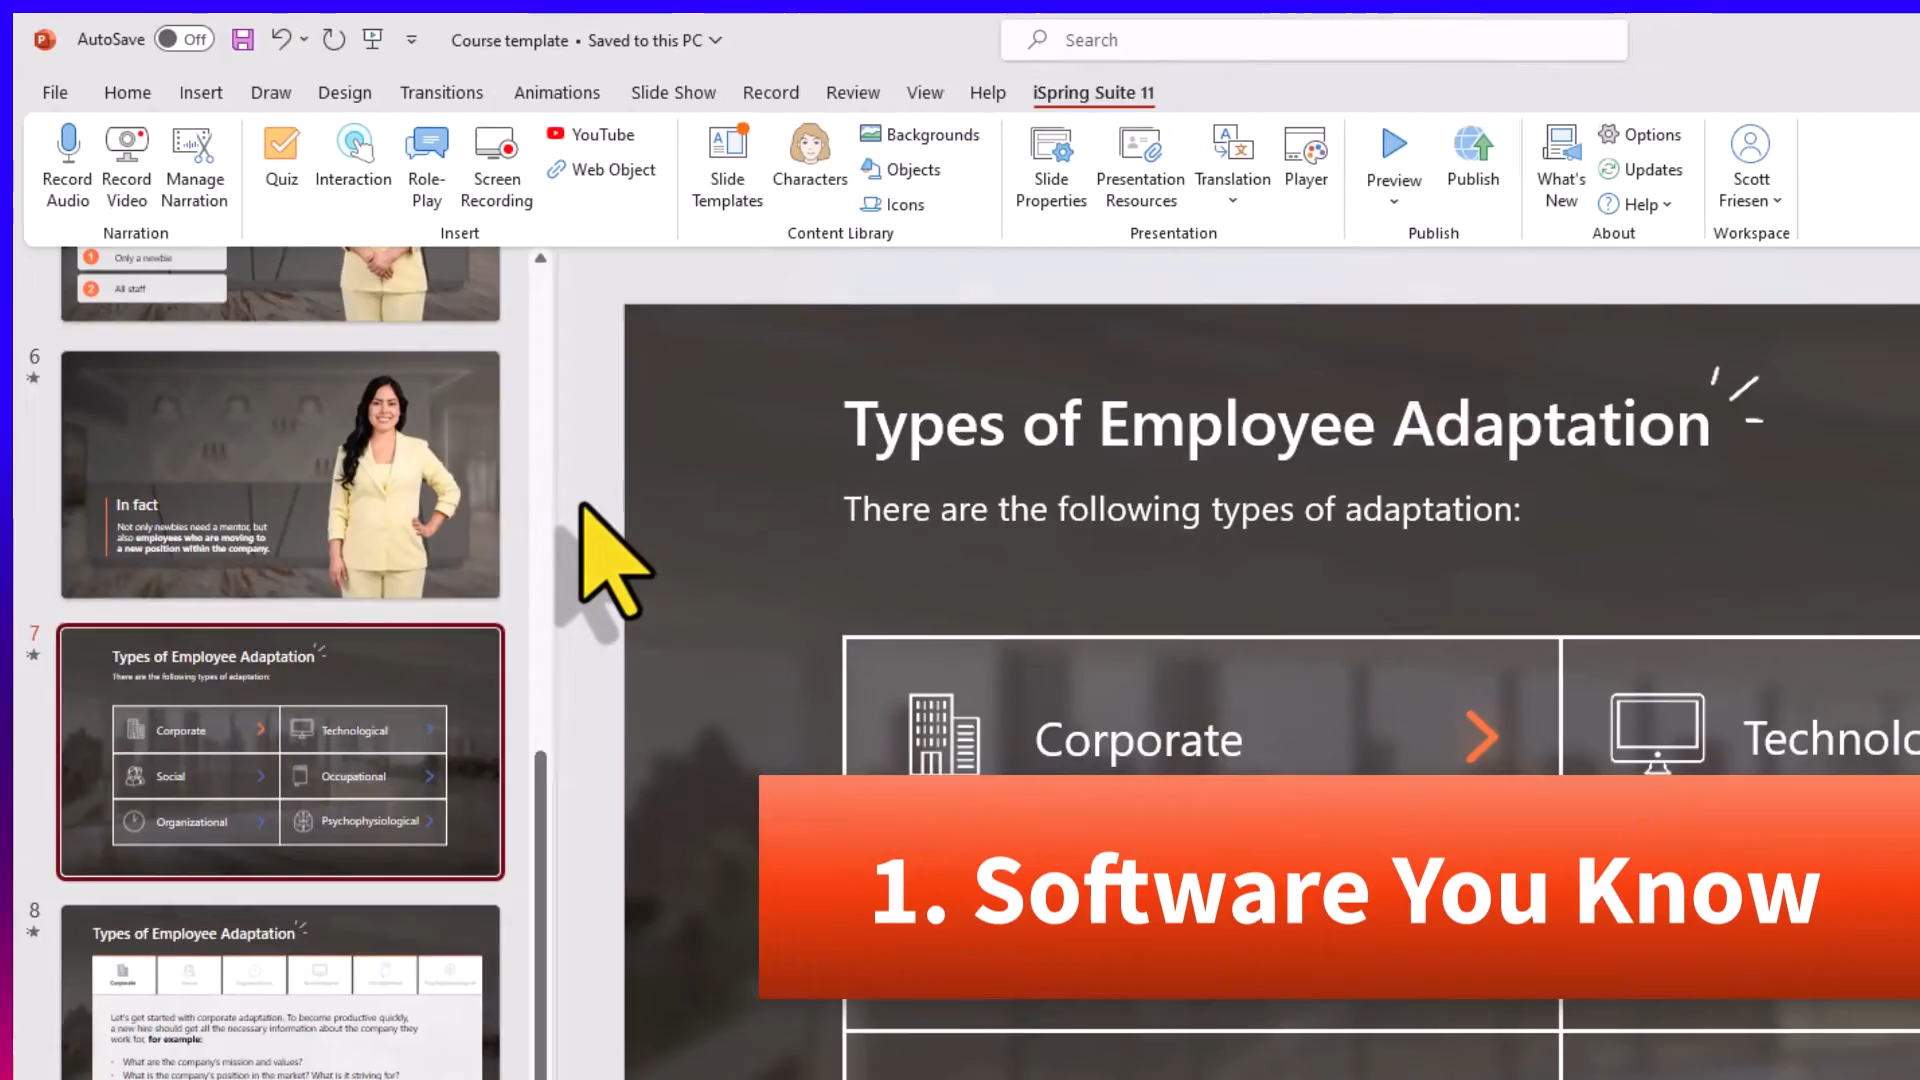 AutoSave Off Course template • Saved to this PC Search
File Home Insert Draw Design Transitions Animations Slide Show Record Review View Help iSpring Suite 11
Record Audio
Record Video
Manage Narration
Narration
Quiz
Interaction
Role-Play
Screen Recording
YouTube
Web Object
Insert
Slide Templates
Characters
Backgrounds
Objects
Icons
Content Library
Slide Properties
Presentation Resources
Translation
Player
Presentation
Preview
Publish
Publish
What's New
Options
Updates
Help
About
Scott Friesen
Workspace
1 Only a newbie
2 All staff
6
In fact
Not only newbies need a mentor, but
also employees who are moving to
a new position within the company.
7
Types of Employee Adaptation
There are the following types of adaptation:
Corporate Technological
Social Occupational
Organizational Psychophysiological
8
Types of Employee Adaptation
Corporate
Let's get started with corporate adaptation. To become productive quickly,
a new hire should get all the necessary information about the company they
work for, for example:
What are the company's mission and values?
What is the company's position in the market? What is it striving for?
Types of Employee Adaptation
There are the following types of adaptation:
Corporate Technolo
1. Software You Know